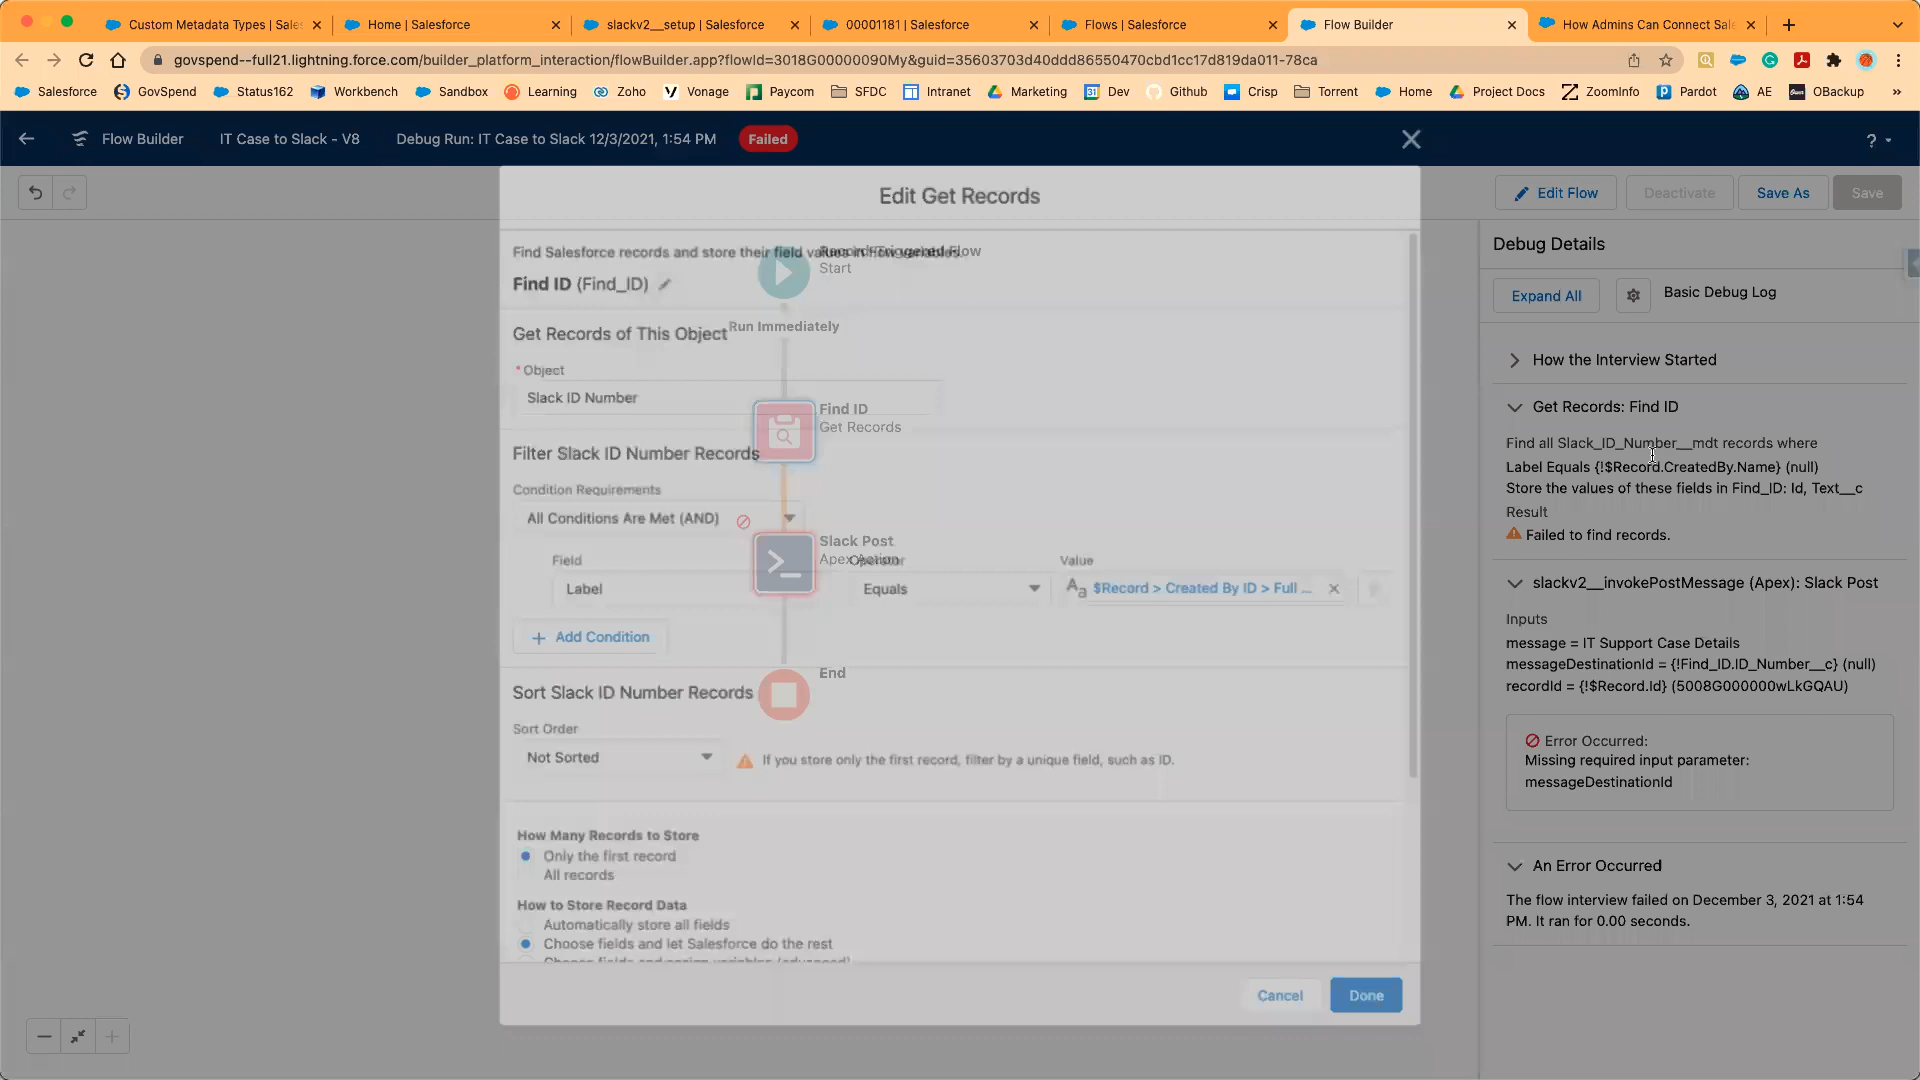 Custom Metadata Types | Sales
Home | Salesforce
slackv2__setup | Salesforce
00001181 | Salesforce
Flows | Salesforce
Flow Builder
How Admins Can Connect Sal
govspend--full21.lightning.force.com/builder_platform_interaction/flowBuilder.app?flowId=3018G00000090My&guid=35603703d40ddd86550470cbd1cc17d819da011-78ca
Salesforce
GovSpend
Status162
Workbench
Sandbox
Learning
Zoho
Vonage
Paycom
SFDC
Intranet
Marketing
Dev
Github
Crisp
Torrent
Home
Project Docs
ZoomInfo
Pardot
AE
OBackup
»
Flow Builder
IT Case to Slack - V8
Debug Run: IT Case to Slack 12/3/2021, 1:54 PM
Failed
?
Edit Flow
Deactivate
Save As
Save
Edit Get Records
Find Salesforce records and store their field values in flow variables.
Record-Triggered Flow
Start
Find ID (Find_ID)
Run Immediately
Get Records of This Object
* Object
Slack ID Number
Find ID
Get Records
Filter Slack ID Number Records
Condition Requirements
All Conditions Are Met (AND)
Slack Post
Apex Action
Field
Operator
Value
Label
Equals
Aa $Record > Created By ID > Full ...
+ Add Condition
End
Sort Slack ID Number Records
Sort Order
Not Sorted
If you store only the first record, filter by a unique field, such as ID.
How Many Records to Store
Only the first record
All records
How to Store Record Data
Automatically store all fields
Choose fields and let Salesforce do the rest
Choose fields and assign variables (advanced)
Cancel
Done
Debug Details
Expand All
Basic Debug Log
How the Interview Started
Get Records: Find ID
Find all Slack_ID_Number__mdt records where
Label Equals {!$Record.CreatedBy.Name} (null)
Store the values of these fields in Find_ID: Id, Text__c
Result
Failed to find records.
slackv2__invokePostMessage (Apex): Slack Post
Inputs
message = IT Support Case Details
messageDestinationId = {!Find_ID.ID_Number__c} (null)
recordId = {!$Record.Id} (5008G000000wLkGQAU)
Error Occurred:
Missing required input parameter:
messageDestinationId
An Error Occurred
The flow interview failed on December 3, 2021 at 1:54
PM. It ran for 0.00 seconds.